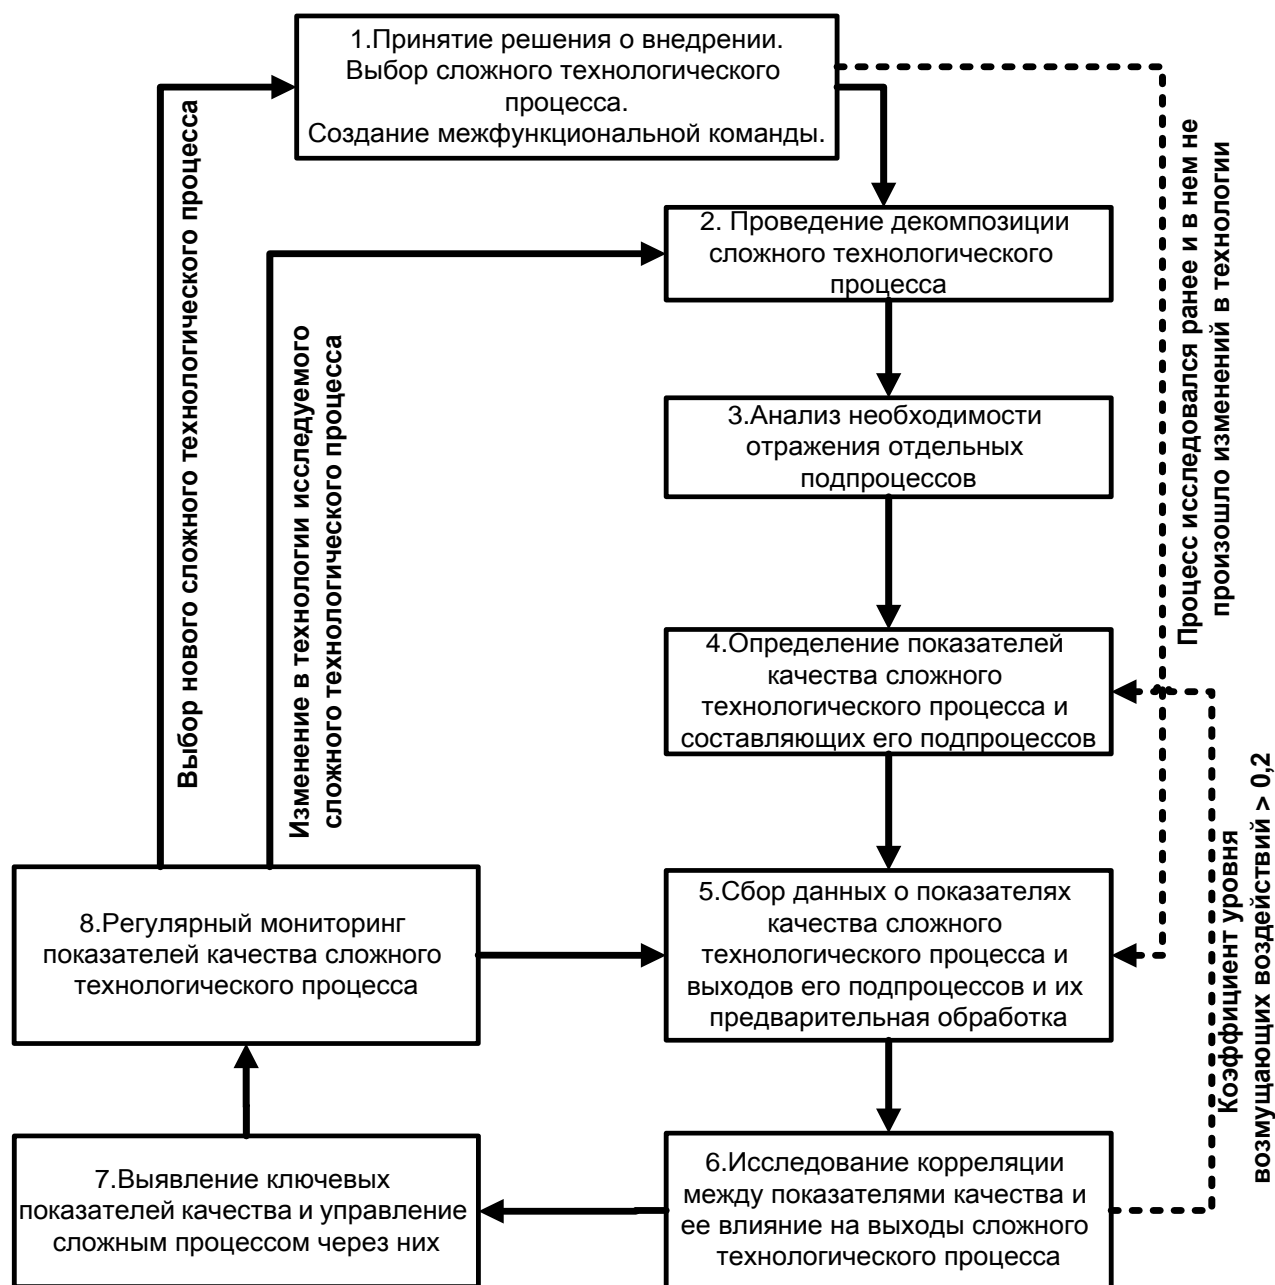 1.Принятие решения о внедрении.
Выбор сложного технологического
процесса.
Создание межфункциональной команды.
2. Проведение декомпозиции
сложного технологического
процесса
3.Анализ необходимости
отражения отдельных
подпроцессов
4.Определение показателей
качества сложного
технологического процесса и
составляющих его подпроцессов
5.Сбор данных о показателях
качества сложного
технологического процесса и
выходов его подпроцессов и их
предварительная обработка
6.Исследование корреляции
между показателями качества и
ее влияние на выходы сложного
технологического процесса
7.Выявление ключевых
показателей качества и управление
сложным процессом через них
8.Регулярный мониторинг
показателей качества сложного
технологического процесса
Выбор нового сложного технологического процесса
Изменение в технологии исследуемого
сложного технологического процесса
Процесс исследовался ранее и в нем не
произошло изменений в технологии
Коэффициент уровня
возмущающих воздействий > 0,2